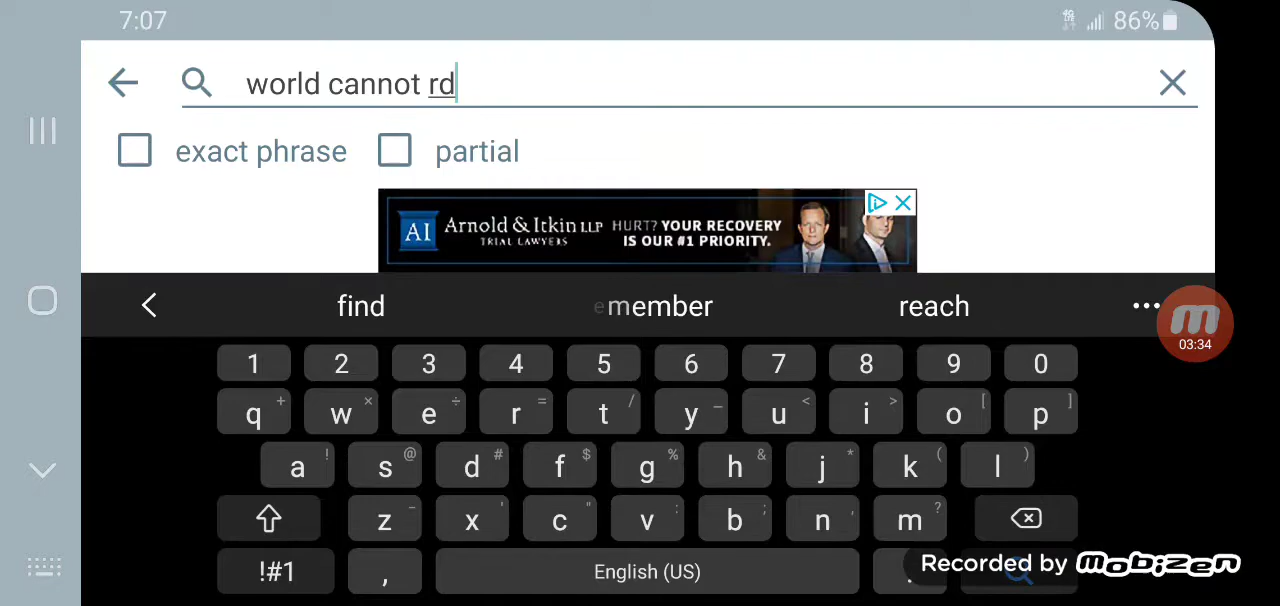 7:07 86%
world cannot rd
exact phrase partial
AI Arnold & Itkin LLP HURT? YOUR RECOVERY
TRIAL LAWYERS IS OUR #1 PRIORITY.
find emember reach
03:34
1 2 3 4 5 6 7 8 9 0
q + w × e ÷ r = t / y _ u < i > o [ p ]
a ! s @ d # f $ g % h & j * k ( l )
z - x ' c " v : b ; n , m ?
!#1 , English (US) .
Recorded by mobizen